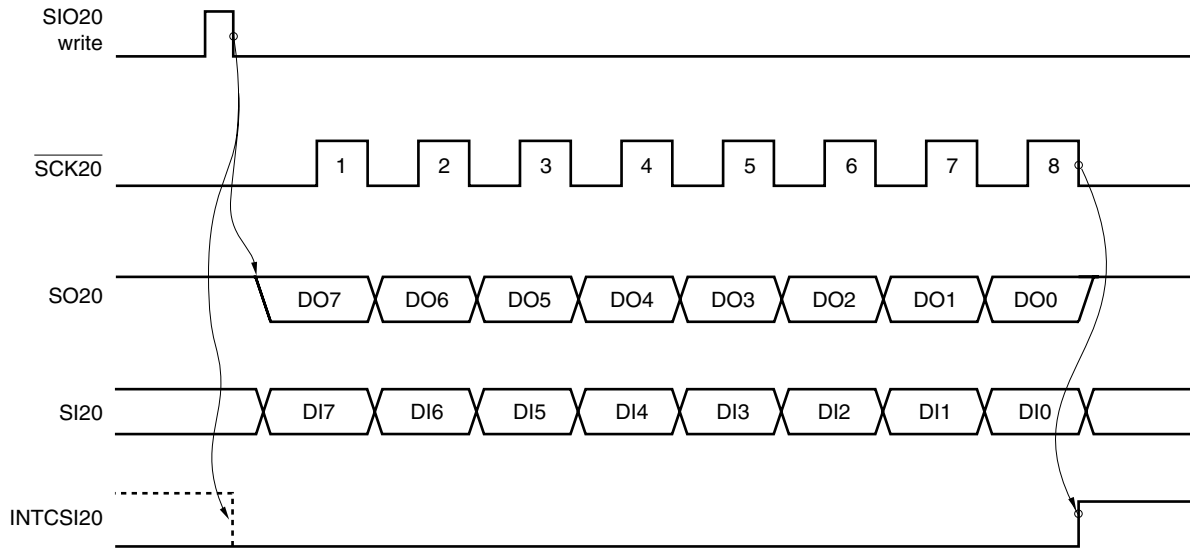 SIO20
write
SCK20
1 2 3 4 5 6 7 8
SO20
DO7 DO6 DO5 DO4 DO3 DO2 DO1 DO0
SI20
DI7 DI6 DI5 DI4 DI3 DI2 DI1 DI0
INTCSI20